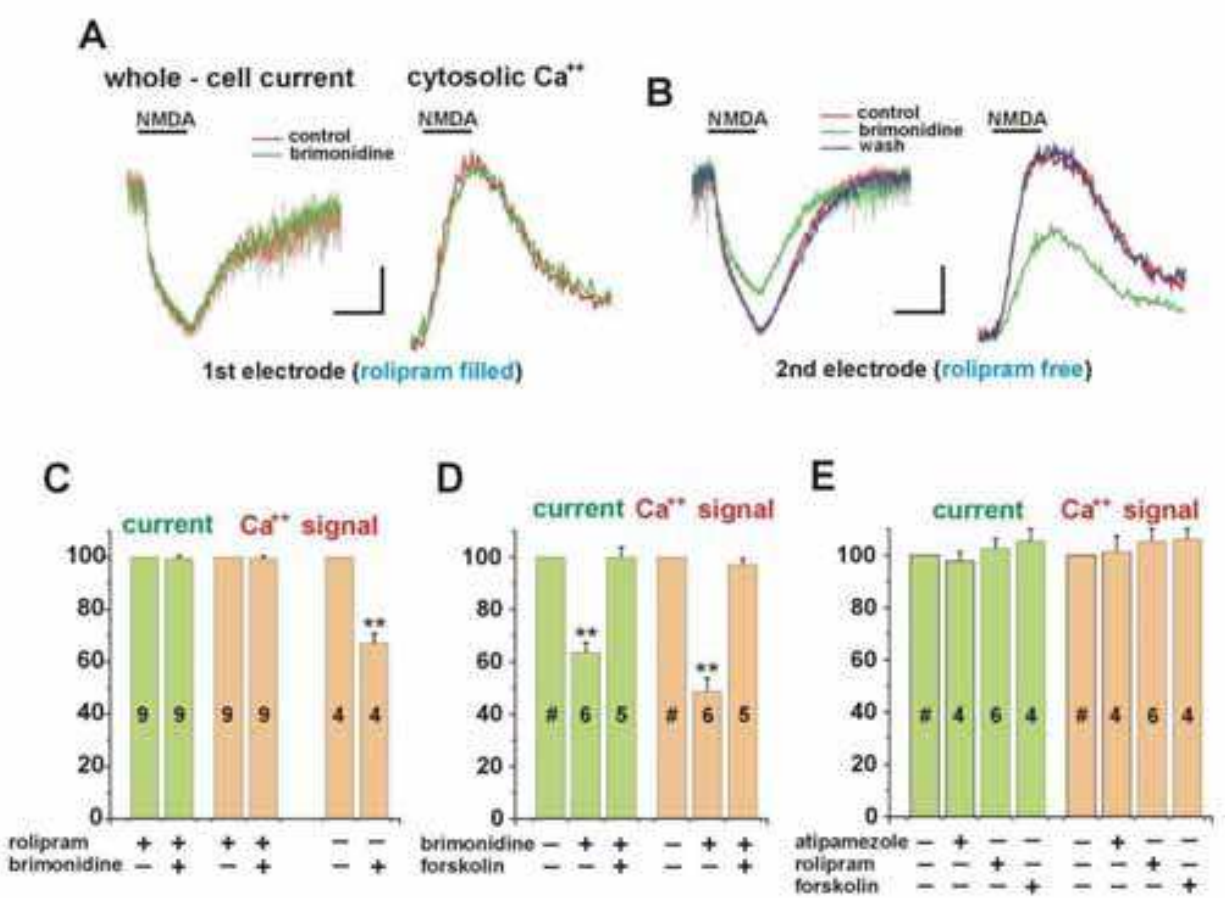 A
whole - cell current
cytosolic Ca++
NMDA
control
brimonidine
NMDA
1st electrode (rolipram filled)
B
NMDA
control
brimonidine
wash
NMDA
2nd electrode (rolipram free)
C
current Ca++ signal
100
80
60
40
20
0
**
9 9 9 9 4 4
rolipram + + + + − −
brimonidine − + − + − +
D
current Ca++ signal
100
80
60
40
20
0
**
**
# 6 5 # 6 5
brimonidine − + + − + +
forskolin − − + − − +
E
current Ca++ signal
100
80
60
40
20
0
# 4 6 4 # 4 6 4
atipamezole − + − − − + − −
rolipram − − + − − − + −
forskolin − − − + − − − +